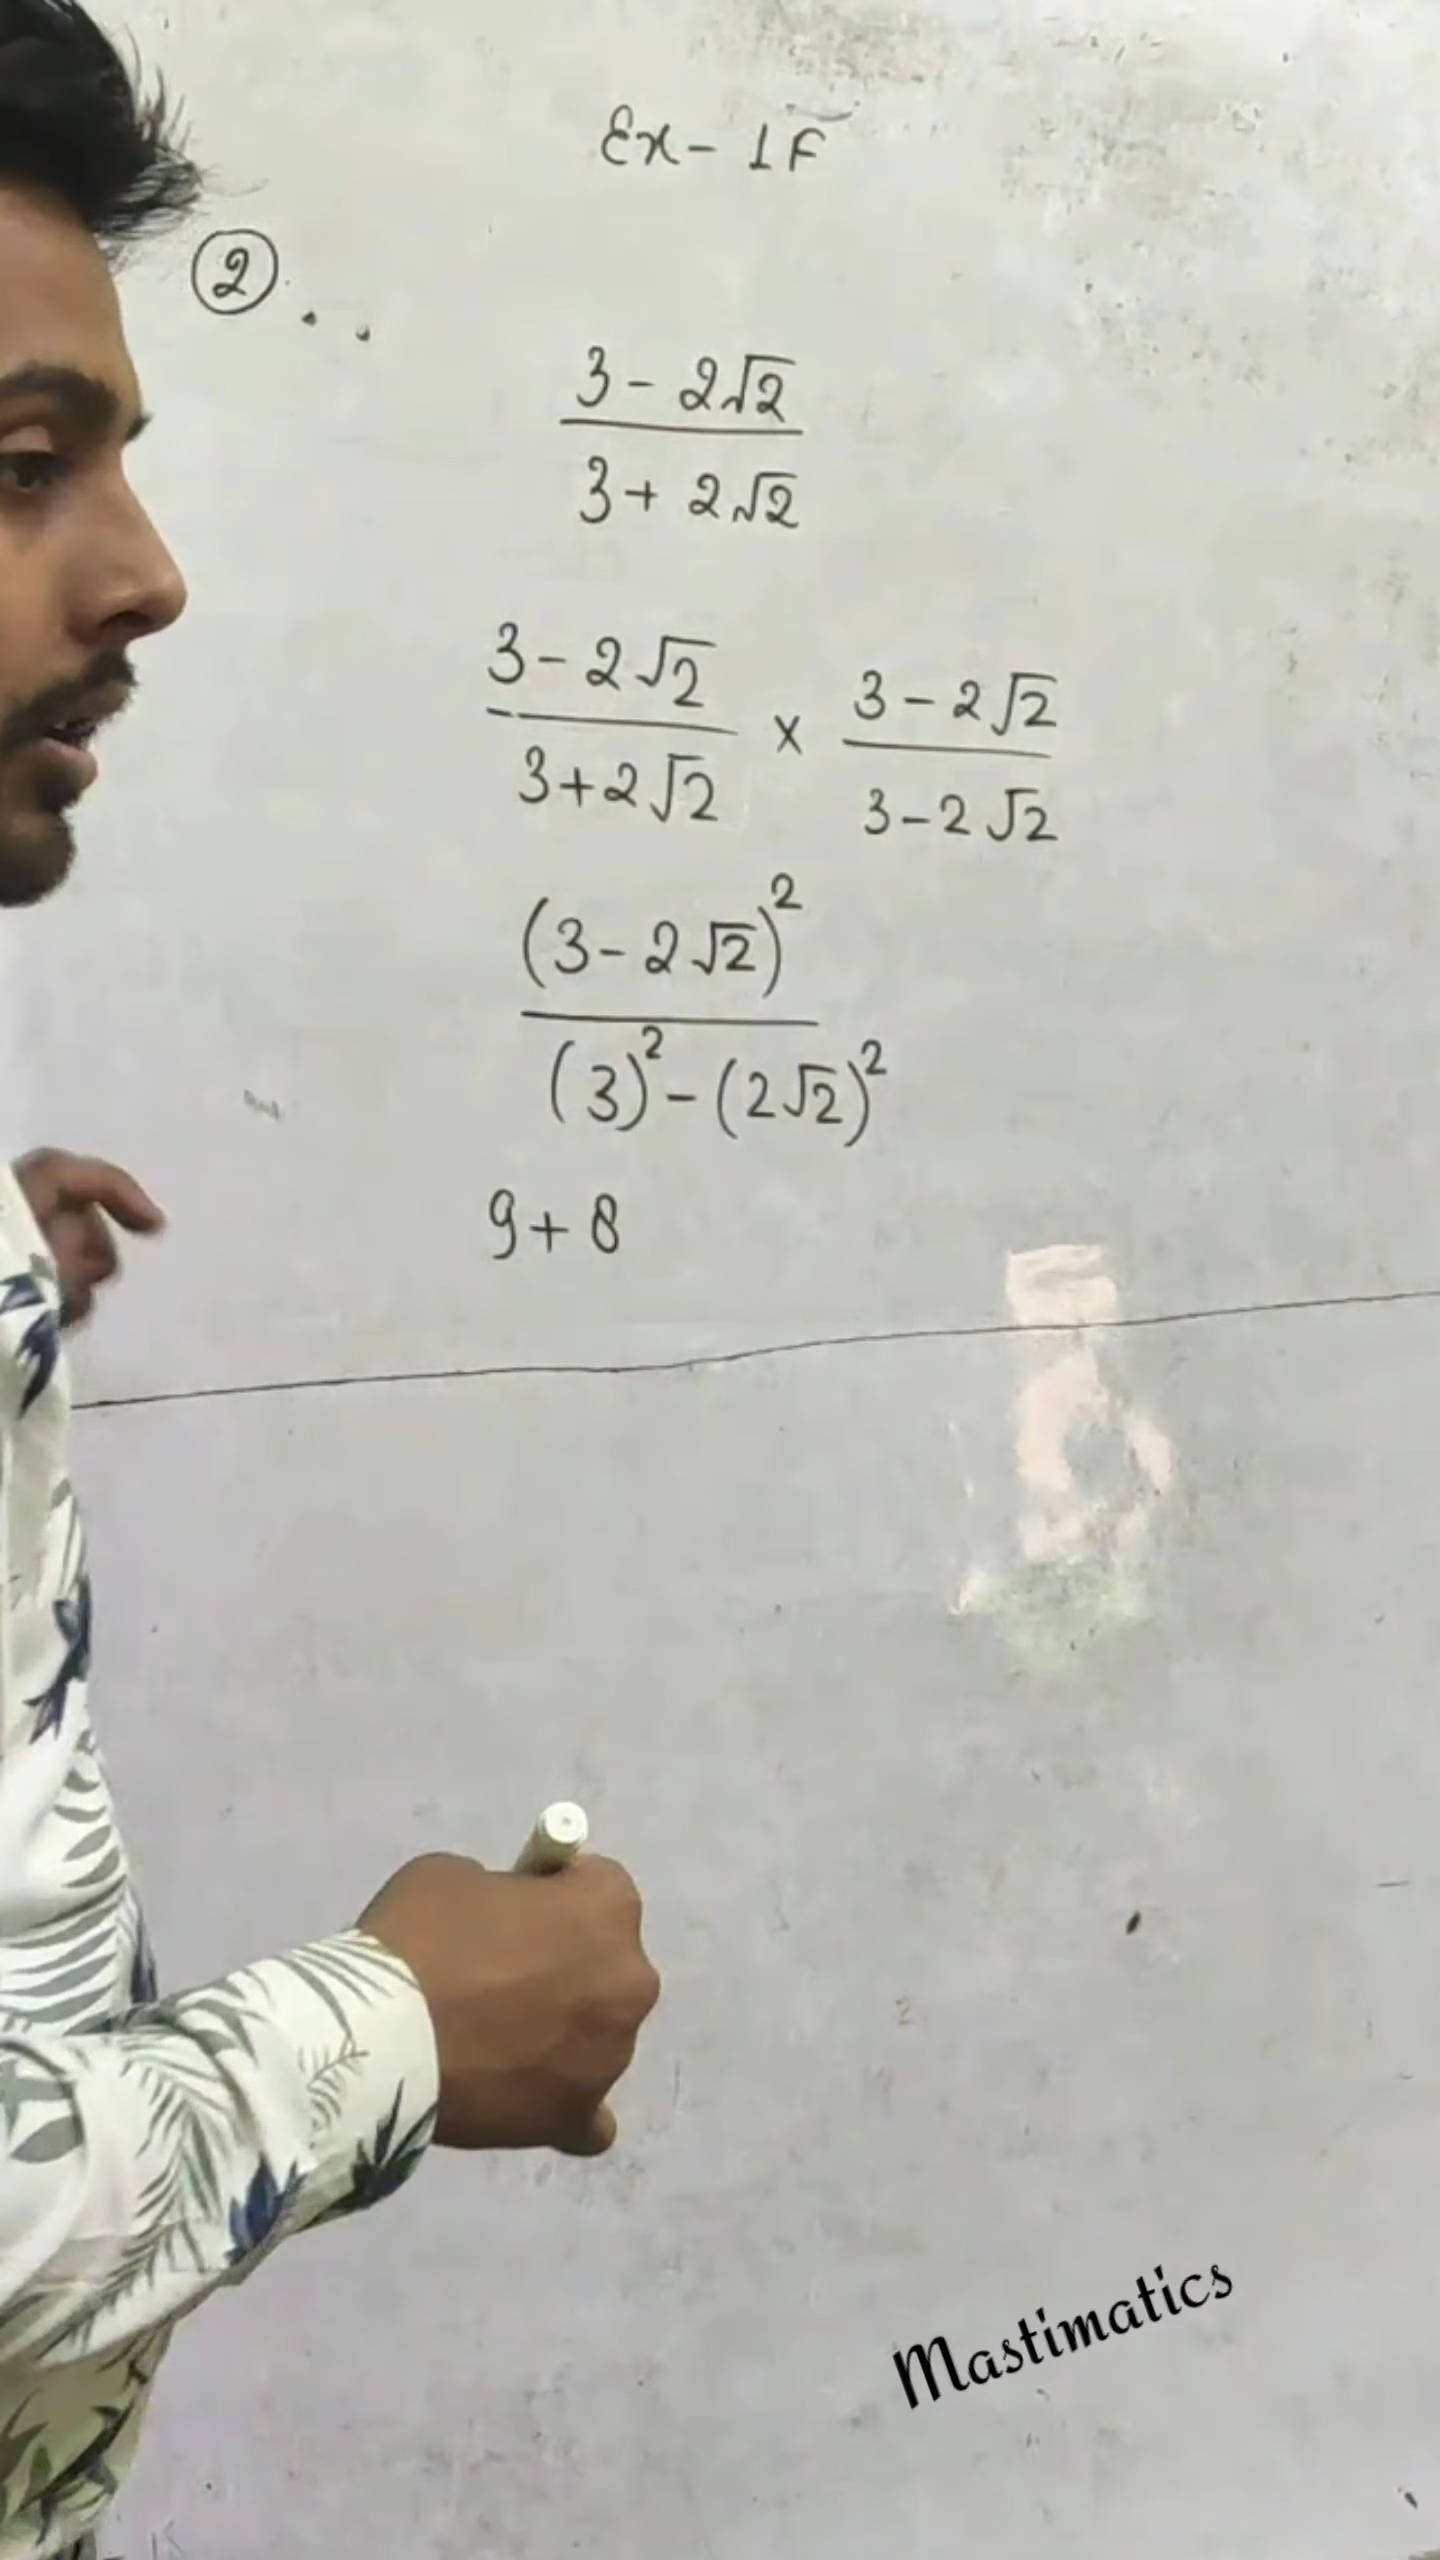 Ex - 1F
②
3 - 2√2
3 + 2√2
3 - 2√2 × 3 - 2√2
3 + 2√2 3 - 2√2
(3 - 2√2)²
(3)² - (2√2)²
9 + 8
Mastimatics